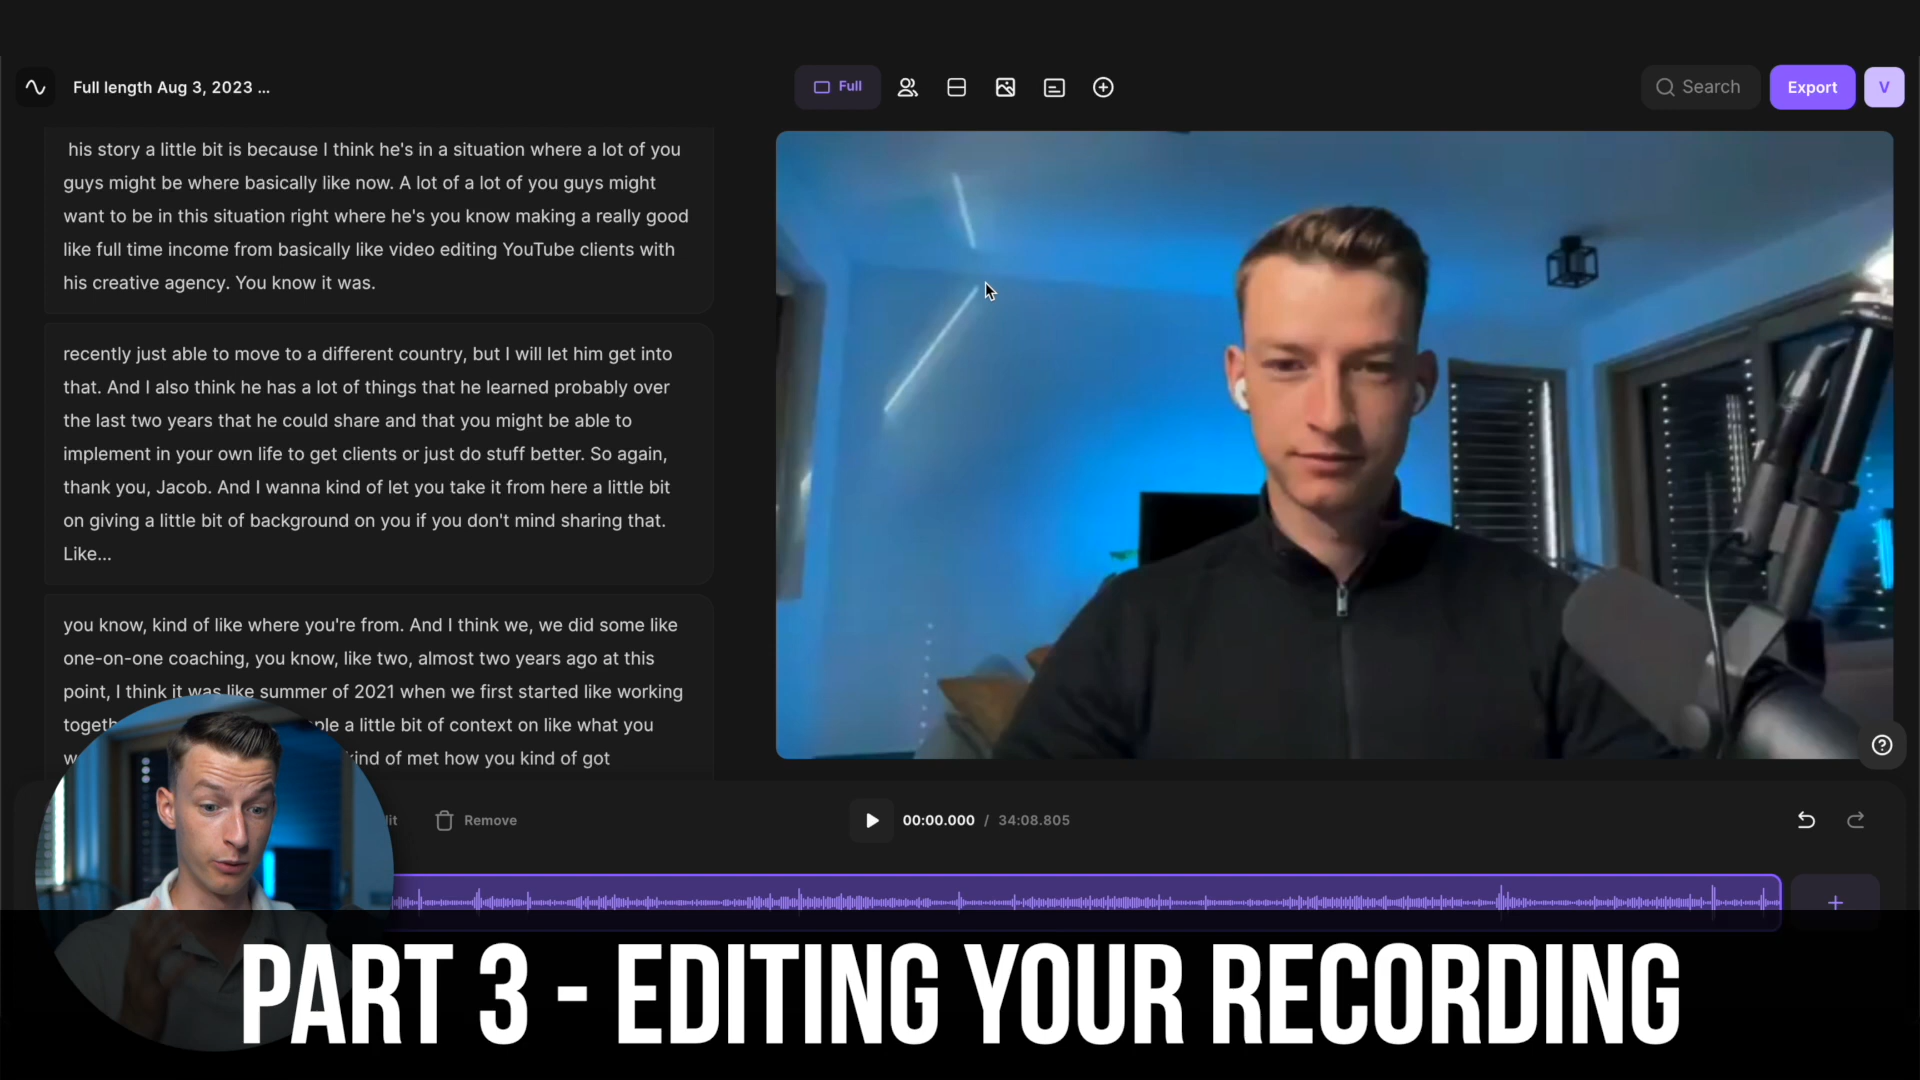 Full length Aug 3, 2023 ...
Full
Search
Export
V
his story a little bit is because I think he's in a situation where a lot of you
guys might be where basically like now. A lot of a lot of you guys might
want to be in this situation right where he's you know making a really good
like full time income from basically like video editing YouTube clients with
his creative agency. You know it was.
recently just able to move to a different country, but I will let him get into
that. And I also think he has a lot of things that he learned probably over
the last two years that he could share and that you might be able to
implement in your own life to get clients or just do stuff better. So again,
thank you, Jacob. And I wanna kind of let you take it from here a little bit
on giving a little bit of background on you if you don't mind sharing that.
Like...
you know, kind of like where you're from. And I think we, we did some like
one-on-one coaching, you know, like two, almost two years ago at this
point, I think it was like summer of 2021 when we first started like working
a little bit of context on like what you
kind of met how you kind of got
Remove
00:00.000 / 34:08.805
PART 3 - EDITING YOUR RECORDING